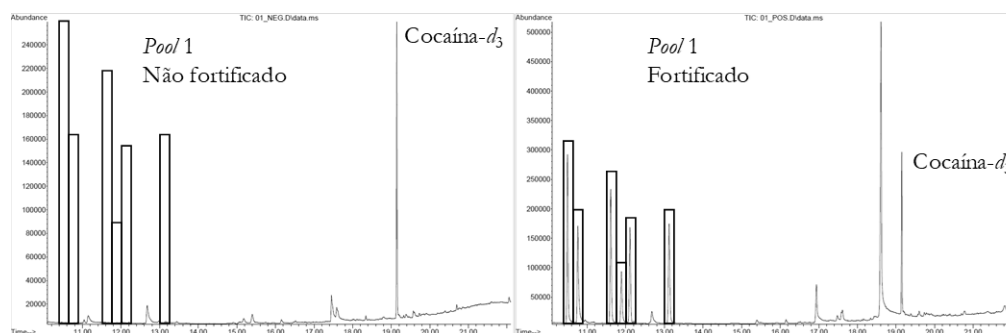 Abundance
TIC: 01_NEG.D\data.ms
240000
220000
200000
180000
160000
140000
120000
100000
80000
60000
40000
20000
Time-->
11.00 12.00 13.00 14.00 15.00 16.00 17.00 18.00 19.00 20.00 21.00
Pool 1
Não fortificado
Cocaína-d3
Abundance
TIC: 01_POS.D\data.ms
500000
450000
400000
350000
300000
250000
200000
150000
100000
50000
Time-->
11.00 12.00 13.00 14.00 15.00 16.00 17.00 18.00 19.00 20.00 21.00
Pool 1
Fortificado
Cocaína-d